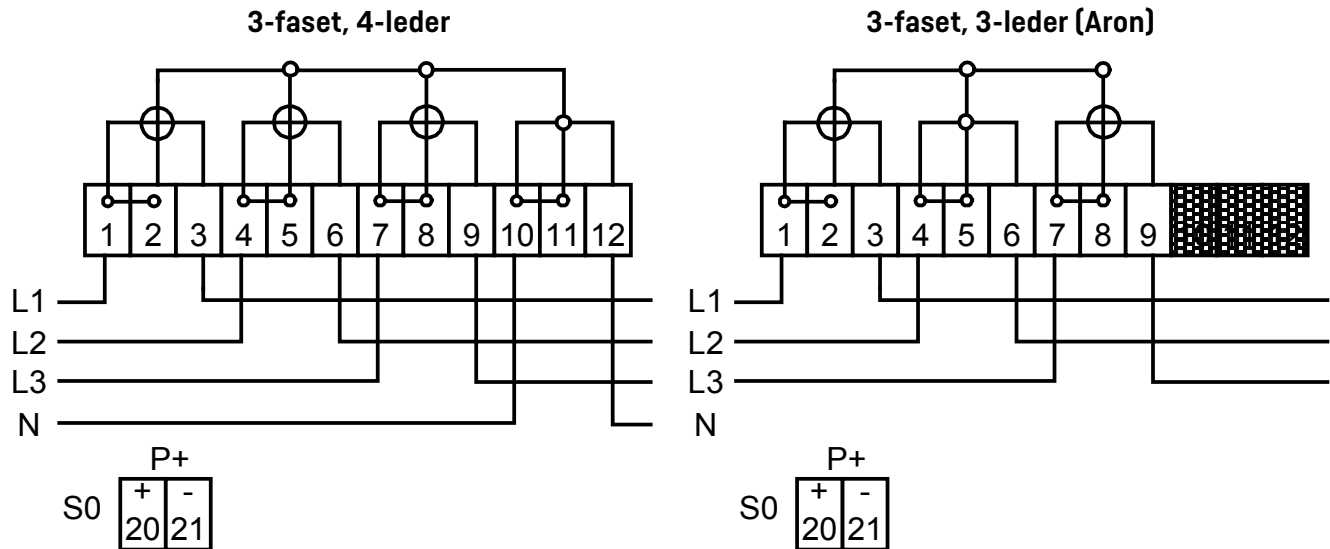 3-faset, 4-leder
1 2 3 4 5 6 7 8 9 10 11 12
L1
L2
L3
N
P+
S0
+ -
20 21
3-faset, 3-leder (Aron)
1 2 3 4 5 6 7 8 9
L1
L2
L3
N
P+
S0
+ -
20 21